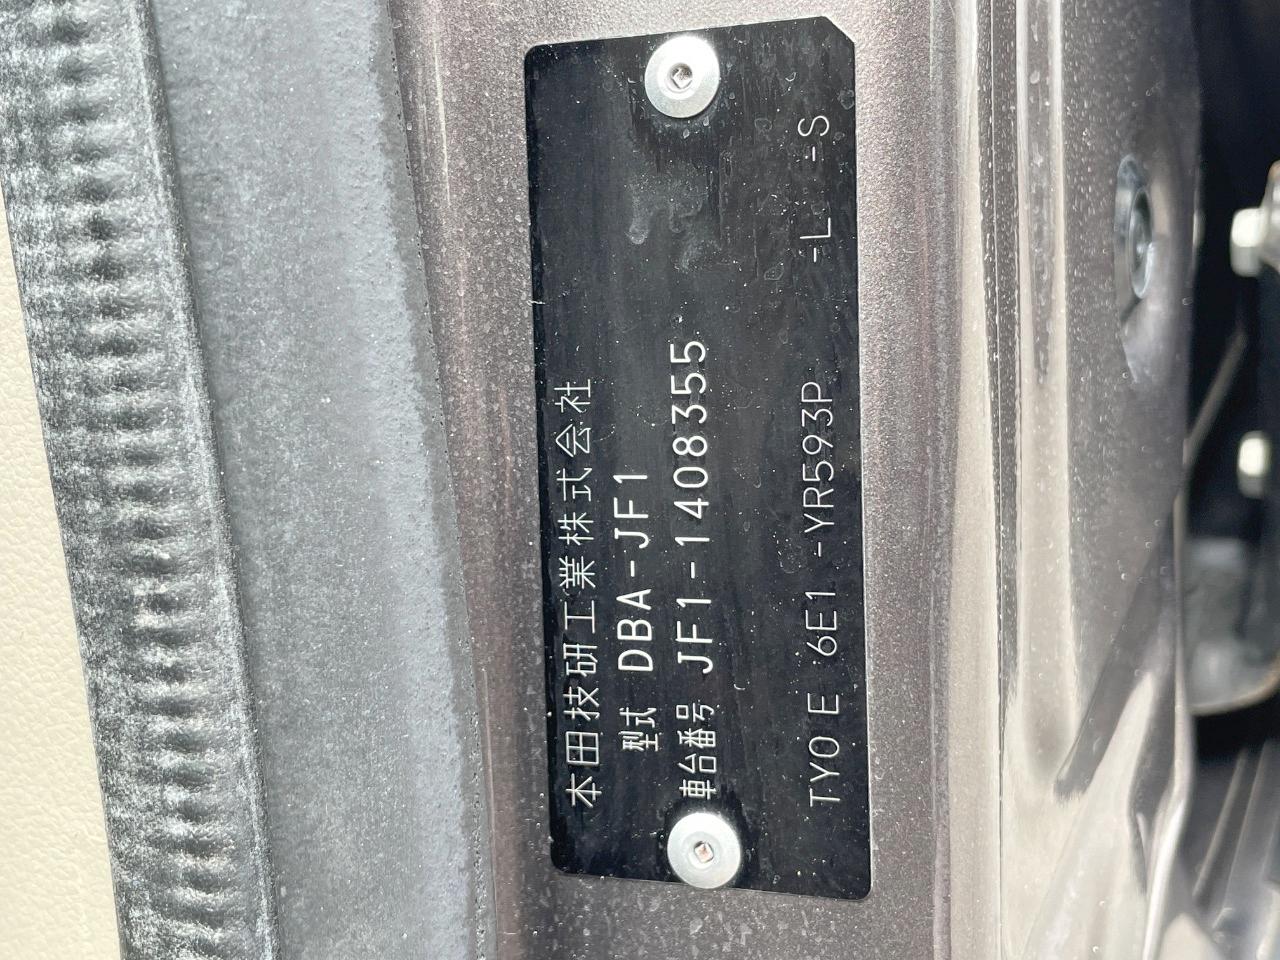 本田技研工業株式会社
型式 DBA-JF1
車台番号 JF1-1408355
TY0 E 6E1 -YR593P -L E-S